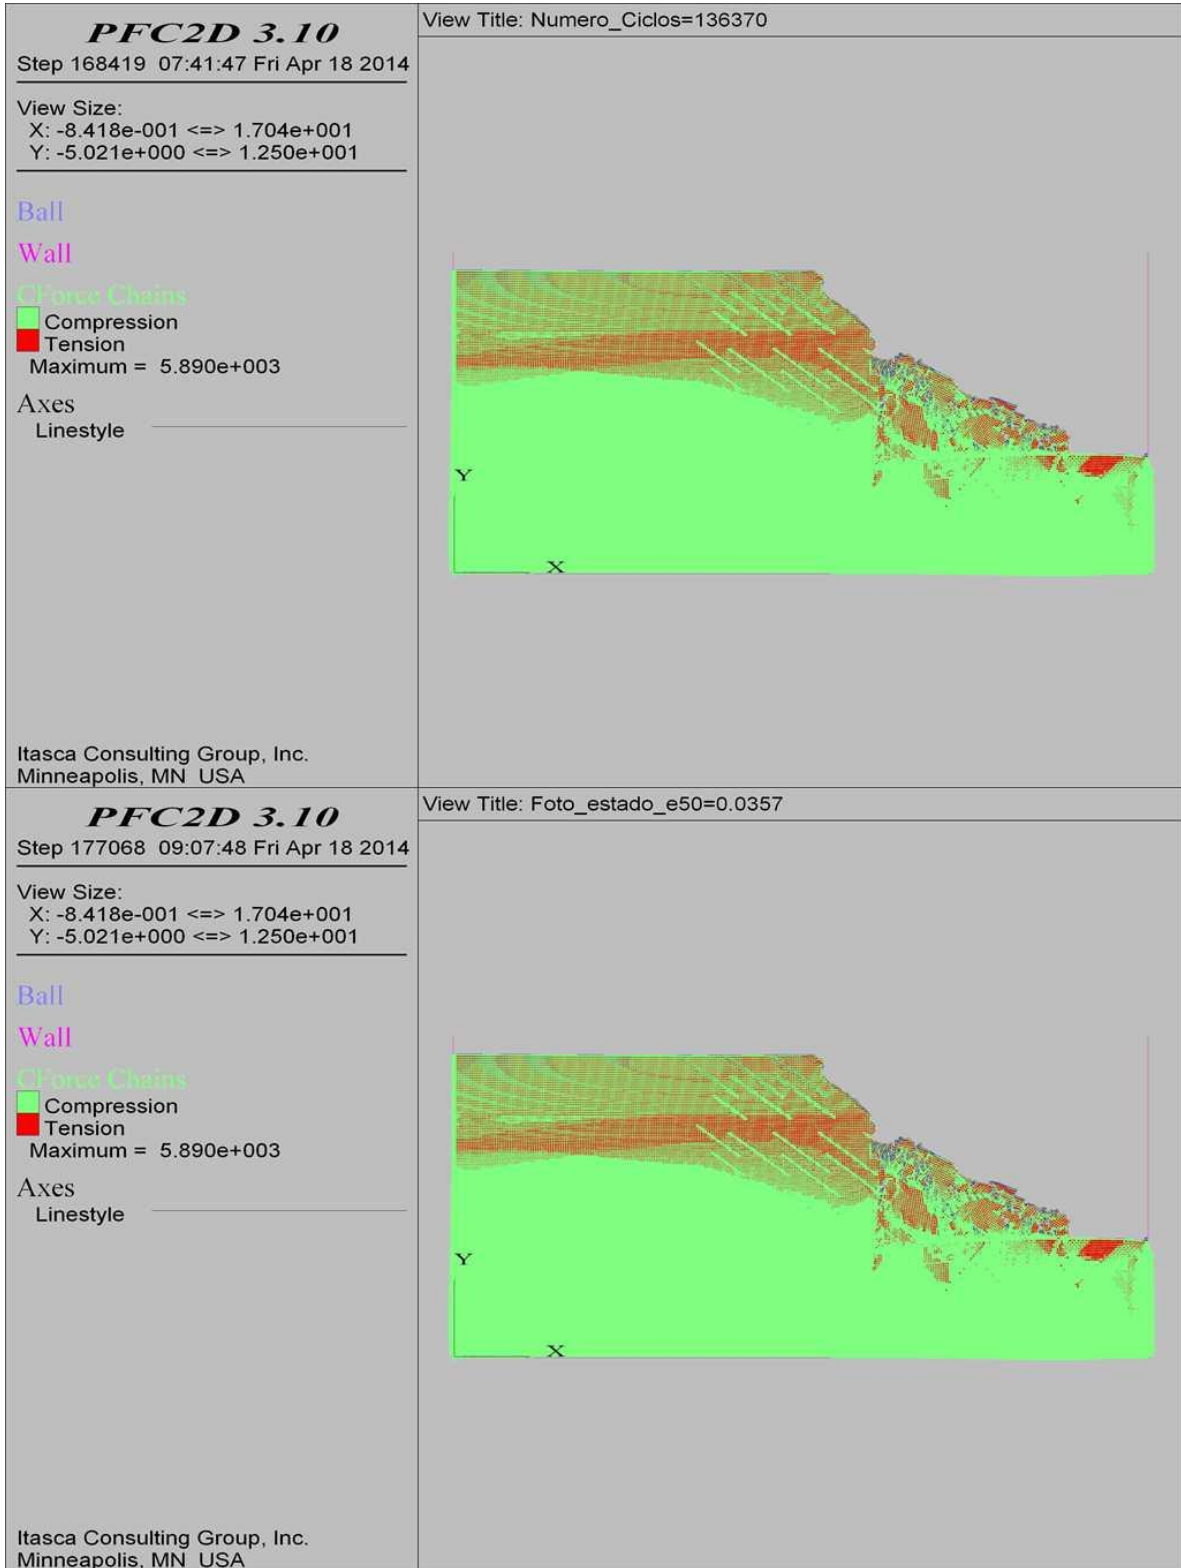 PFC2D 3.10
Step 168419 07:41:47 Fri Apr 18 2014
View Size:
X: -8.418e-001 <=> 1.704e+001
Y: -5.021e+000 <=> 1.250e+001
Ball
Wall
CForce Chains
Compression
Tension
Maximum = 5.890e+003
Axes
Linestyle
Itasca Consulting Group, Inc.
Minneapolis, MN USA
View Title: Numero_Ciclos=136370
Y
X
PFC2D 3.10
Step 177068 09:07:48 Fri Apr 18 2014
View Size:
X: -8.418e-001 <=> 1.704e+001
Y: -5.021e+000 <=> 1.250e+001
Ball
Wall
CForce Chains
Compression
Tension
Maximum = 5.890e+003
Axes
Linestyle
Itasca Consulting Group, Inc.
Minneapolis, MN USA
View Title: Foto_estado_e50=0.0357
Y
X